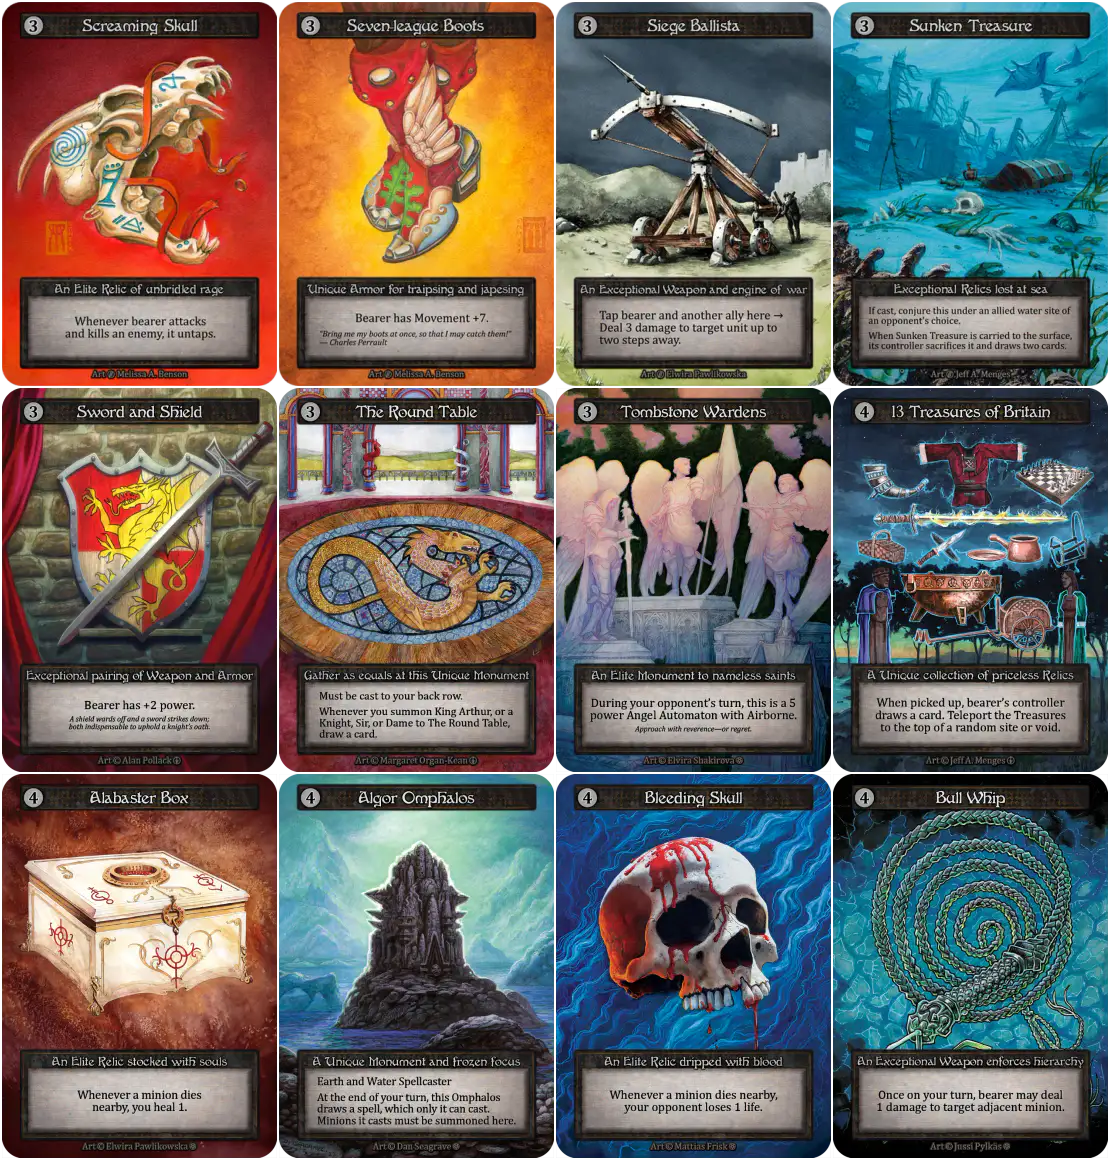 3 Screaming Skull
An Elite Relic of unbridled rage
Whenever bearer attacks
and kills an enemy, it untaps.
Art @ Melissa A. Benson
3 Seven-league Boots
Unique Armor for traipsing and japesing
Bearer has Movement +7.
"Bring me my boots at once, so that I may catch them!"
— Charles Perrault
Art @ Melissa A. Benson
3 Siege Ballista
An Exceptional Weapon and engine of war
Tap bearer and another ally here →
Deal 3 damage to target unit up to
two steps away.
Art @ Elwira Pawlikowska
3 Sunken Treasure
Exceptional Relics lost at sea
If cast, conjure this under an allied water site of
an opponent's choice.
When Sunken Treasure is carried to the surface,
its controller sacrifices it and draws two cards.
Art @ Jeff A. Menges
3 Sword and Shield
Exceptional pairing of Weapon and Armor
Bearer has +2 power.
A shield wards off and a sword strikes down;
both indispensable to uphold a knight's oath.
Art © Alan Pollack
3 The Round Table
Gather as equals at this Unique Monument
Must be cast to your back row.
Whenever you summon King Arthur, or a
Knight, Sir, or Dame to The Round Table,
draw a card.
Art © Margaret Organ-Kean
3 Tombstone Wardens
An Elite Monument to nameless saints
During your opponent's turn, this is a 5
power Angel Automaton with Airborne.
Approach with reverence—or regret.
Art © Elvira Shakirova
4 13 Treasures of Britain
A Unique collection of priceless Relics
When picked up, bearer's controller
draws a card. Teleport the Treasures
to the top of a random site or void.
Art © Jeff A. Menges
4 Alabaster Box
An Elite Relic stocked with souls
Whenever a minion dies
nearby, you heal 1.
Art © Elwira Pawlikowska
4 Algor Omphalos
A Unique Monument and frozen focus
Earth and Water Spellcaster
At the end of your turn, this Omphalos
draws a spell, which only it can cast.
Minions it casts must be summoned here.
Art © Dan Seagrave
4 Bleeding Skull
An Elite Relic dripped with blood
Whenever a minion dies nearby,
your opponent loses 1 life.
Art © Mattias Frisk
4 Bull Whip
An Exceptional Weapon enforces hierarchy
Once on your turn, bearer may deal
1 damage to target adjacent minion.
Art © Jussi Pylkäs